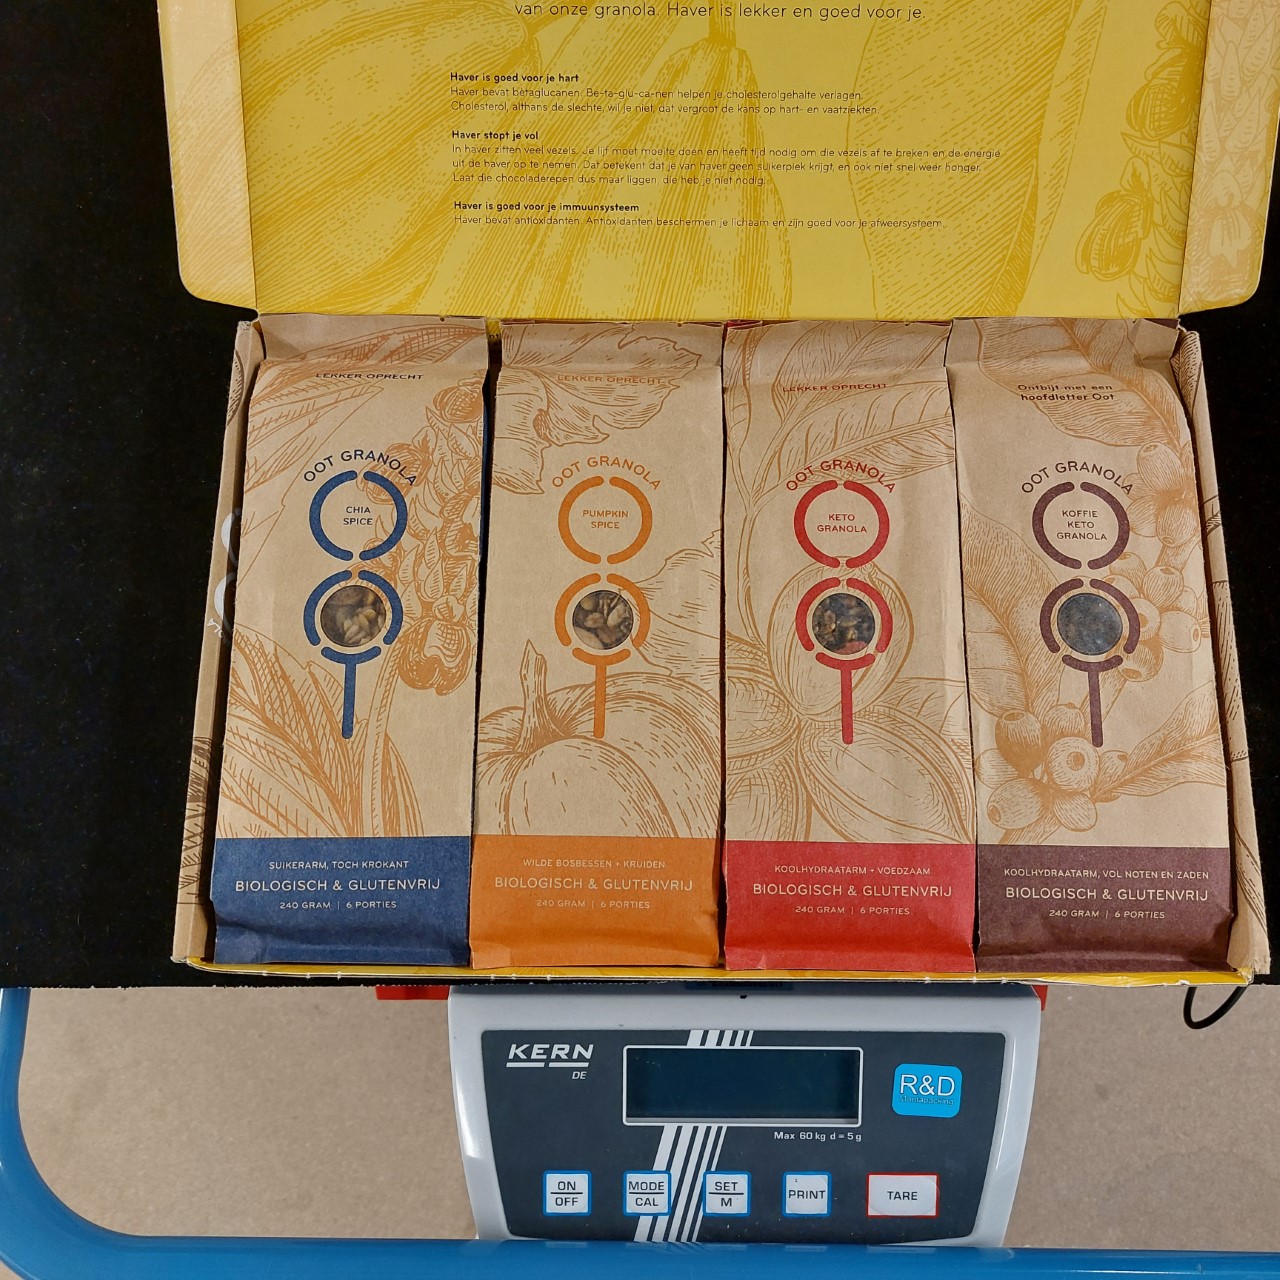 van onze granola. Haver is lekker en goed voor je.
Haver is goed voor je hart
Haver bevat bètaglucanen. Be-ta-glu-ca-nen helpen je cholesterolgehalte verlagen.
Cholesterol, althans de slechte, wil je niet, dat vergroot de kans op hart- en vaatziekten.
Haver stopt je vol
In haver zitten veel vezels. Je lijf moet moeite doen en heeft tijd nodig om die vezels af te breken en de energie
uit de haver op te nemen. Dat betekent dat je van haver geen suikerpiek krijgt, en ook niet snel weer honger.
Laat die chocoladerepen dus maar liggen, die heb je niet nodig.
Haver is goed voor je immuunsysteem
Haver bevat antioxidanten. Antioxidanten beschermen je lichaam en zijn goed voor je afweersysteem.
LEKKER OPRECHT
OOT GRANOLA
CHIA
SPICE
SUIKERARM, TOCH KROKANT
BIOLOGISCH & GLUTENVRIJ
240 GRAM | 6 PORTIES
LEKKER OPRECHT
OOT GRANOLA
PUMPKIN
SPICE
WILDE BOSBESSEN + KRUIDEN
BIOLOGISCH & GLUTENVRIJ
240 GRAM | 6 PORTIES
LEKKER OPRECHT
OOT GRANOLA
KETO
GRANOLA
KOOLHYDRAATARM + VOEDZAAM
BIOLOGISCH & GLUTENVRIJ
240 GRAM | 6 PORTIES
Ontbijt met een
hoofdletter Oot
OOT GRANOLA
KOFFIE
KETO
GRANOLA
KOOLHYDRAATARM, VOL NOTEN EN ZADEN
BIOLOGISCH & GLUTENVRIJ
240 GRAM | 6 PORTIES
KERN
DE
R&D
Max 60 kg d = 5 g
ON
OFF
MODE
CAL
SET
M
PRINT
TARE